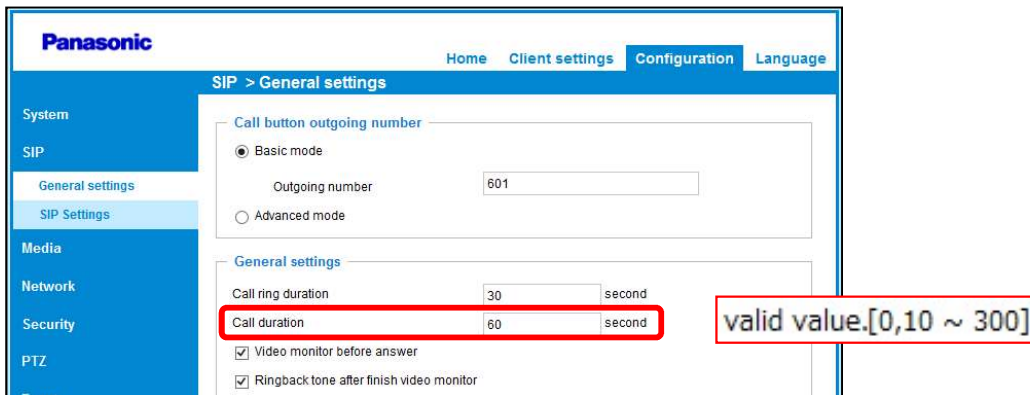 Panasonic
Home Client settings Configuration Language
SIP > General settings
System
SIP
General settings
SIP Settings
Media
Network
Security
PTZ
Call button outgoing number
Basic mode
Outgoing number 601
Advanced mode
General settings
Call ring duration 30 second
Call duration 60 second
valid value.[0,10 ~ 300]
Video monitor before answer
Ringback tone after finish video monitor